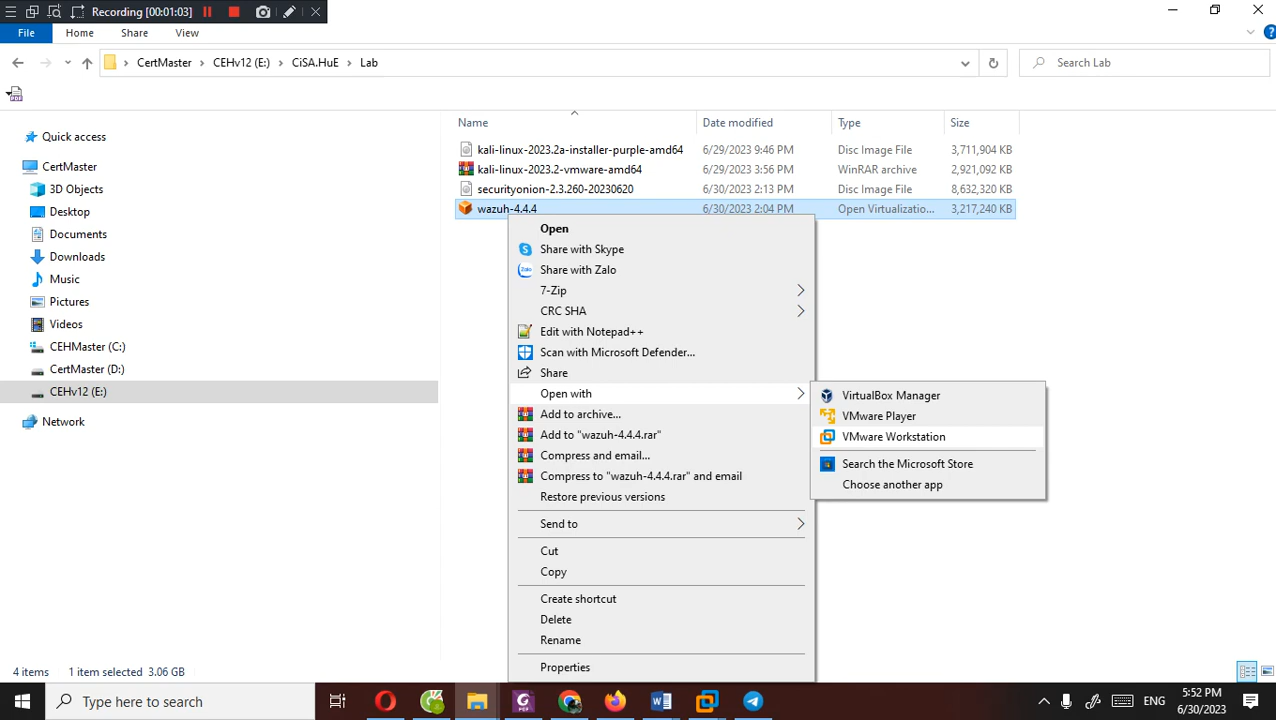 Recording [00:01:03]
File Home Share View
CertMaster CEHv12 (E:) CiSA.HuE Lab Search Lab
PDF
Name Date modified Type Size
kali-linux-2023.2a-installer-purple-amd64 6/29/2023 9:46 PM Disc Image File 3,711,904 KB
kali-linux-2023.2-vmware-amd64 6/29/2023 3:56 PM WinRAR archive 2,921,092 KB
securityonion-2.3.260-20230620 6/30/2023 2:13 PM Disc Image File 8,632,320 KB
wazuh-4.4.4 6/30/2023 2:04 PM Open Virtualizatio... 3,217,240 KB
Quick access
CertMaster
3D Objects
Desktop
Documents
Downloads
Music
Pictures
Videos
CEHMaster (C:)
CertMaster (D:)
CEHv12 (E:)
Network
Open
Share with Skype
Zalo Share with Zalo
7-Zip
CRC SHA
Edit with Notepad++
Scan with Microsoft Defender...
Share
Open with
Add to archive...
Add to "wazuh-4.4.4.rar"
Compress and email...
Compress to "wazuh-4.4.4.rar" and email
Restore previous versions
Send to
Cut
Copy
Create shortcut
Delete
Rename
Properties
VirtualBox Manager
VMware Player
VMware Workstation
Search the Microsoft Store
Choose another app
4 items 1 item selected 3.06 GB
Type here to search
PDF
ENG
5:52 PM
6/30/2023